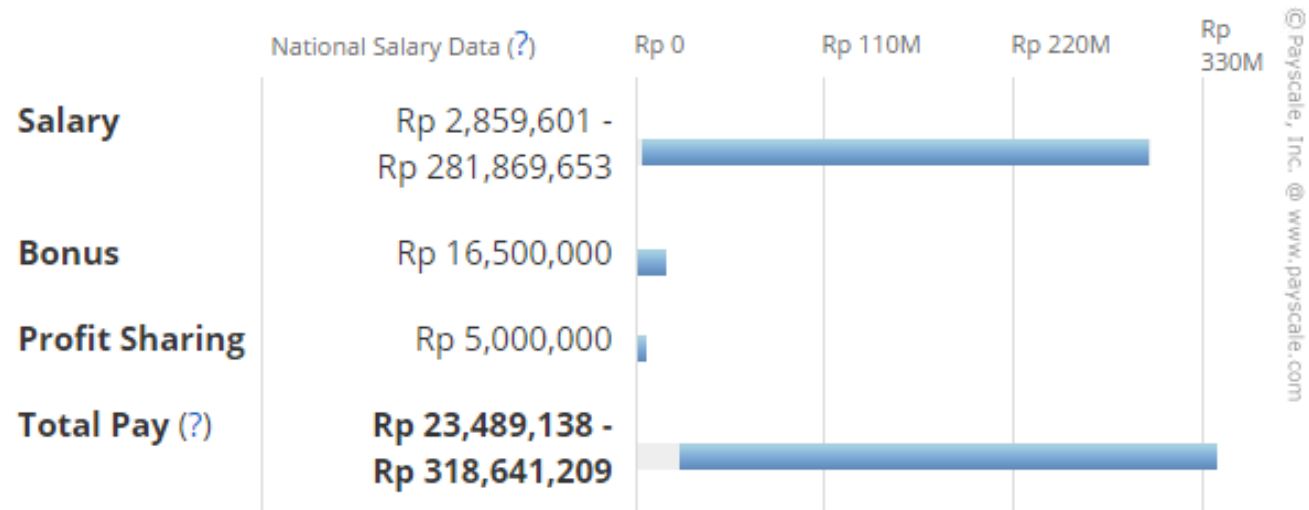 National Salary Data (?)
Rp 0
Rp 110M
Rp 220M
Rp
330M
Salary
Rp 2,859,601 -
Rp 281,869,653
Bonus
Rp 16,500,000
Profit Sharing
Rp 5,000,000
Total Pay (?)
Rp 23,489,138 -
Rp 318,641,209
© Payscale, Inc. @ www.payscale.com